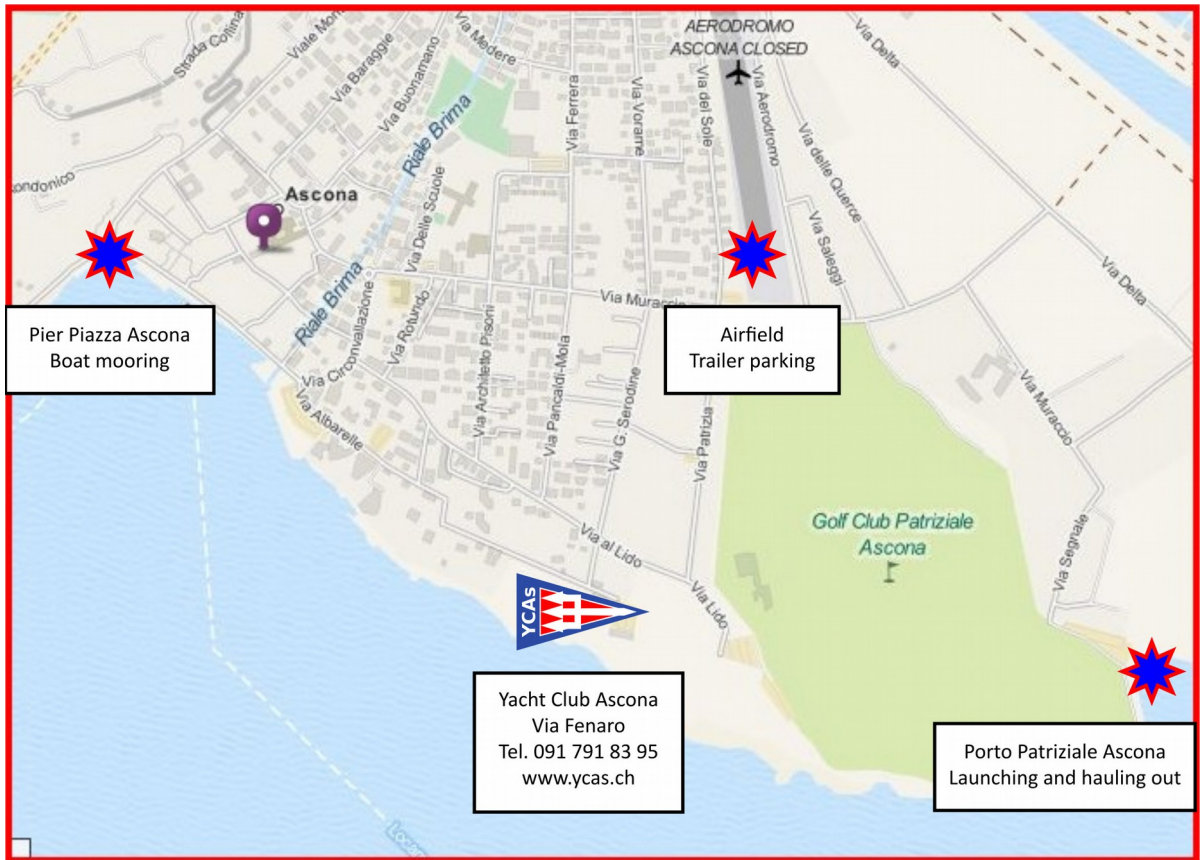 AERODROMO
ASCONA CLOSED
Via Delta
Strada Collina
Viale Mont
Via Baraggie
Via Buonamano
Via Medere
Riale Brima
Via Ferrera
Via Vorame
Via del Sole
Via Aerodromo
Via delle Querce
Ascona
Via Delle Scuole
Via Saleggi
Via Delta
Riale Brima
Via Muraccio
Pier Piazza Ascona
Boat mooring
Airfield
Trailer parking
Via Circonvallazione
Via Rotundo
Via Architetto Pisoni
Via Pancaldi-Mola
Via G. Serodine
Via Patrizia
Via Muraccio
Via Albarelle
Golf Club Patriziale
Ascona
Via al Lido
Via Segnale
Via Lido
YCAs
Yacht Club Ascona
Via Fenaro
Tel. 091 791 83 95
www.ycas.ch
Porto Patriziale Ascona
Launching and hauling out